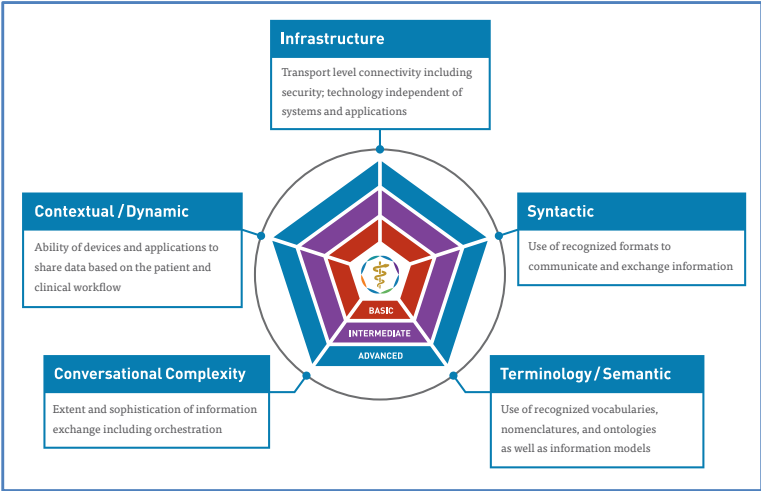 Infrastructure
Transport level connectivity including
security; technology independent of
systems and applications
Contextual / Dynamic
Ability of devices and applications to
share data based on the patient and
clinical workflow
Syntactic
Use of recognized formats to
communicate and exchange information
BASIC
INTERMEDIATE
ADVANCED
Conversational Complexity
Extent and sophistication of information
exchange including orchestration
Terminology / Semantic
Use of recognized vocabularies,
nomenclatures, and ontologies
as well as information models